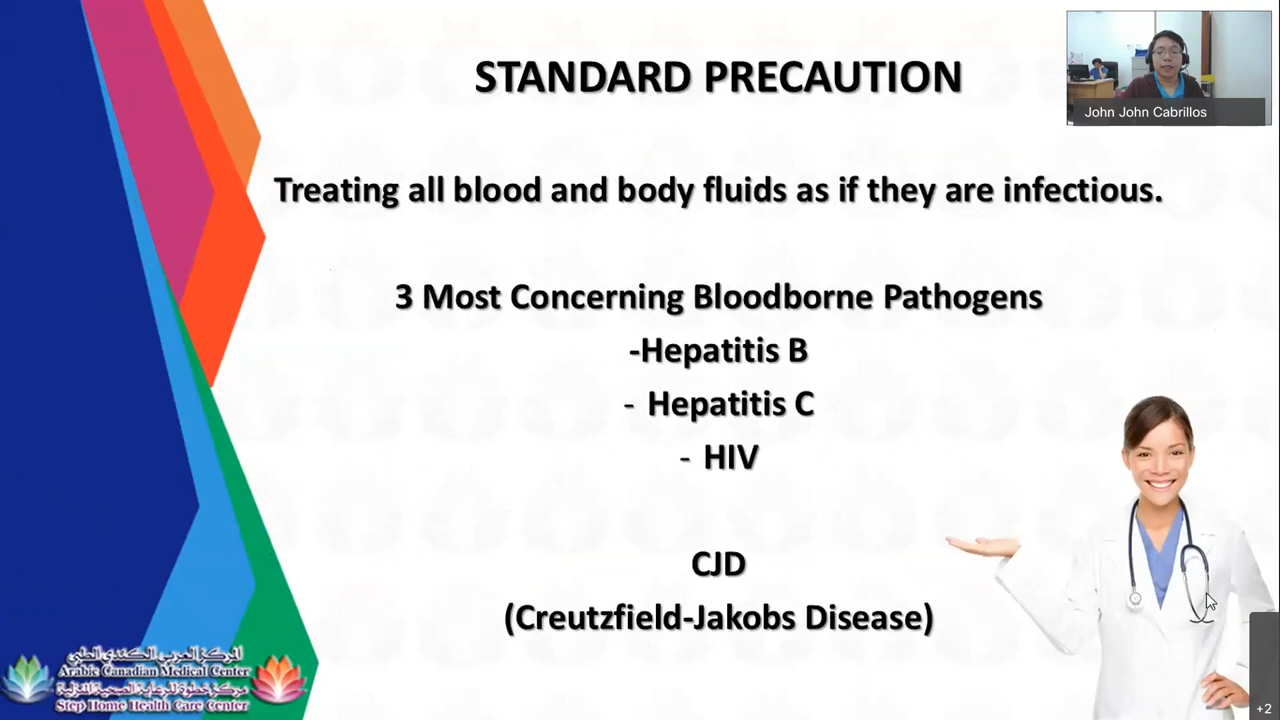 STANDARD PRECAUTION
John John Cabrillos
Treating all blood and body fluids as if they are infectious.
3 Most Concerning Bloodborne Pathogens
-Hepatitis B
- Hepatitis C
- HIV
CJD
(Creutzfield-Jakobs Disease)
المركز العربي الكندي الطبي
Arabic Canadian Medical Center
مركز خطوة للرعاية الصحية المنزلية
Step Home Health Care Center
+2